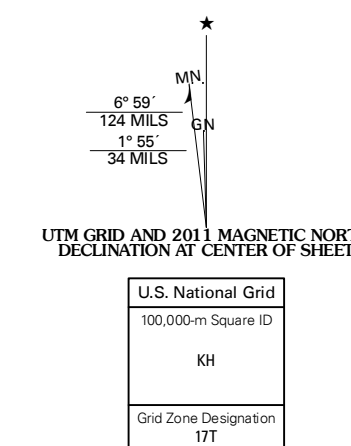 ★
MN.
6° 59´
124 MILS
GN
1° 55´
34 MILS
UTM GRID AND 2011 MAGNETIC NORT
DECLINATION AT CENTER OF SHEET
U.S. National Grid
100,000-m Square ID
KH
Grid Zone Designation
17T